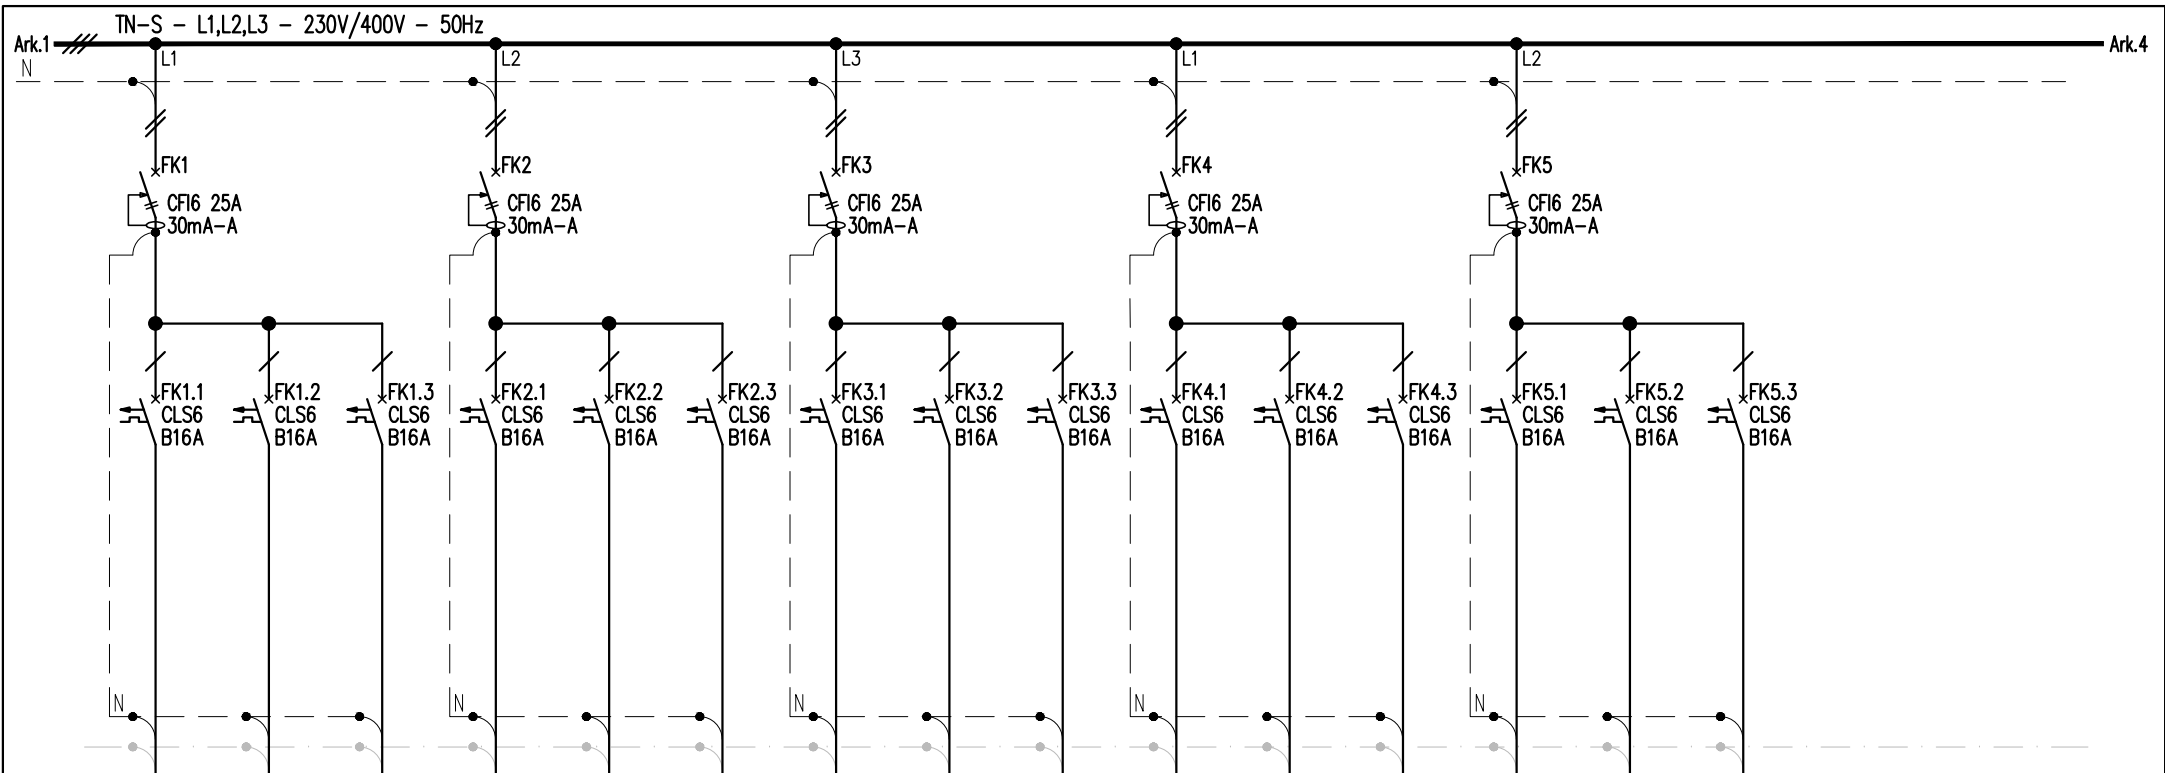 TN-S - L1,L2,L3 - 230V/400V - 50Hz
Ark.1
Ark.4
N
L1
L2
L3
L1
L2
FK1
CFI6 25A
30mA-A
FK2
CFI6 25A
30mA-A
FK3
CFI6 25A
30mA-A
FK4
CFI6 25A
30mA-A
FK5
CFI6 25A
30mA-A
FK1.1
CLS6
B16A
FK1.2
CLS6
B16A
FK1.3
CLS6
B16A
FK2.1
CLS6
B16A
FK2.2
CLS6
B16A
FK2.3
CLS6
B16A
FK3.1
CLS6
B16A
FK3.2
CLS6
B16A
FK3.3
CLS6
B16A
FK4.1
CLS6
B16A
FK4.2
CLS6
B16A
FK4.3
CLS6
B16A
FK5.1
CLS6
B16A
FK5.2
CLS6
B16A
FK5.3
CLS6
B16A
N
N
N
N
N